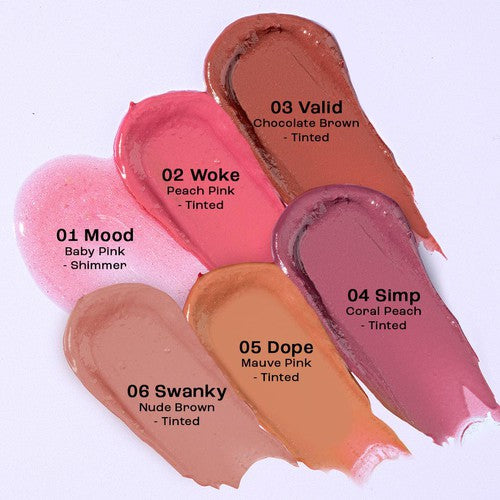 03 Valid
Chocolate Brown
- Tinted
02 Woke
Peach Pink
- Tinted
01 Mood
Baby Pink
- Shimmer
04 Simp
Coral Peach
- Tinted
05 Dope
Mauve Pink
- Tinted
06 Swanky
Nude Brown
- Tinted